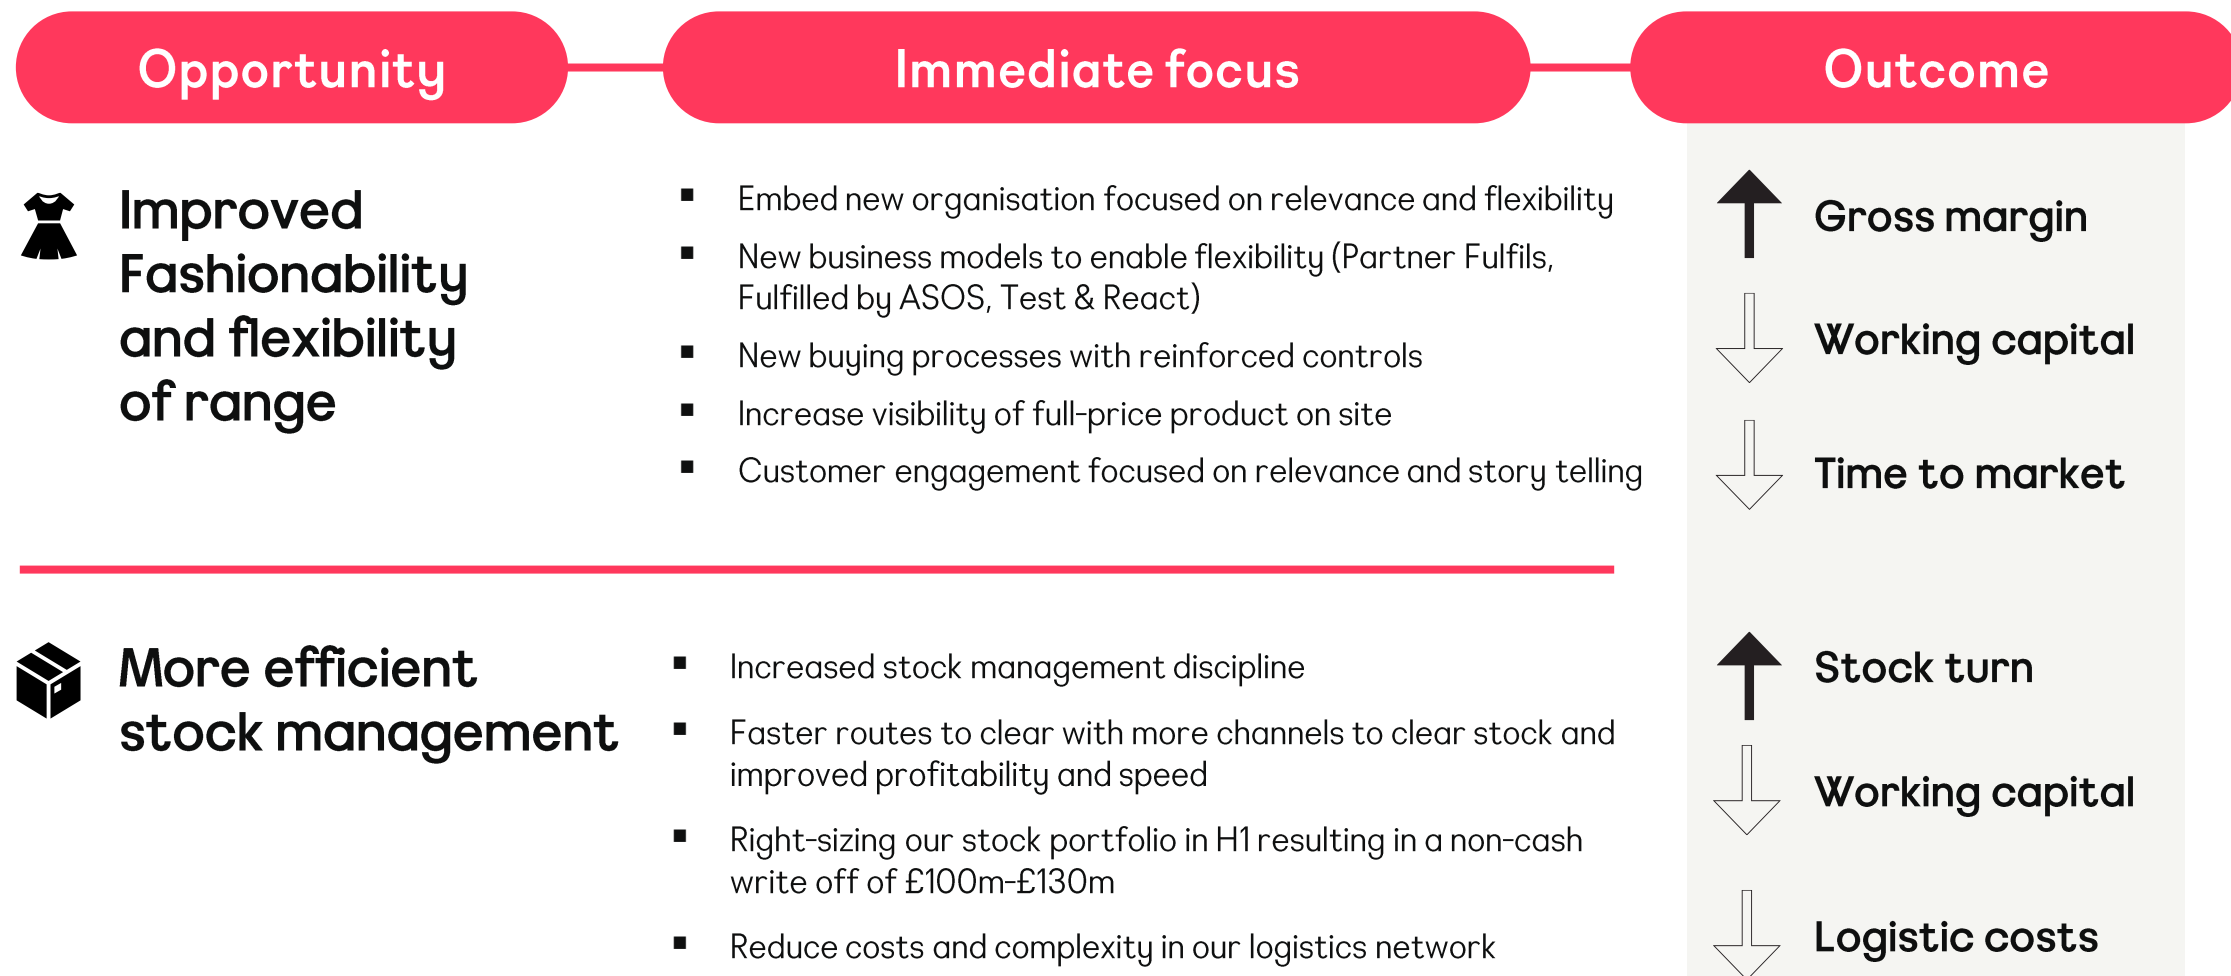 Opportunity
Immediate focus
Outcome
Improved
Fashionability
and flexibility
of range
▪ Embed new organisation focused on relevance and flexibility
▪ New business models to enable flexibility (Partner Fulfils,
Fulfilled by ASOS, Test & React)
▪ New buying processes with reinforced controls
▪ Increase visibility of full-price product on site
▪ Customer engagement focused on relevance and story telling
Gross margin
Working capital
Time to market
More efficient
stock management
▪ Increased stock management discipline
▪ Faster routes to clear with more channels to clear stock and
improved profitability and speed
▪ Right-sizing our stock portfolio in H1 resulting in a non-cash
write off of £100m-£130m
▪ Reduce costs and complexity in our logistics network
Stock turn
Working capital
Logistic costs